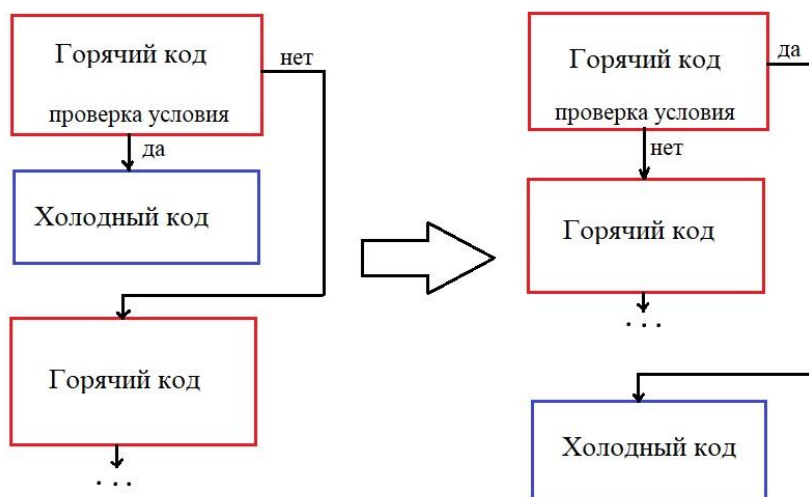 Горячий код
нет
проверка условия
да
Холодный код
Горячий код
. . .
Горячий код
да
проверка условия
нет
Горячий код
. . .
Холодный код